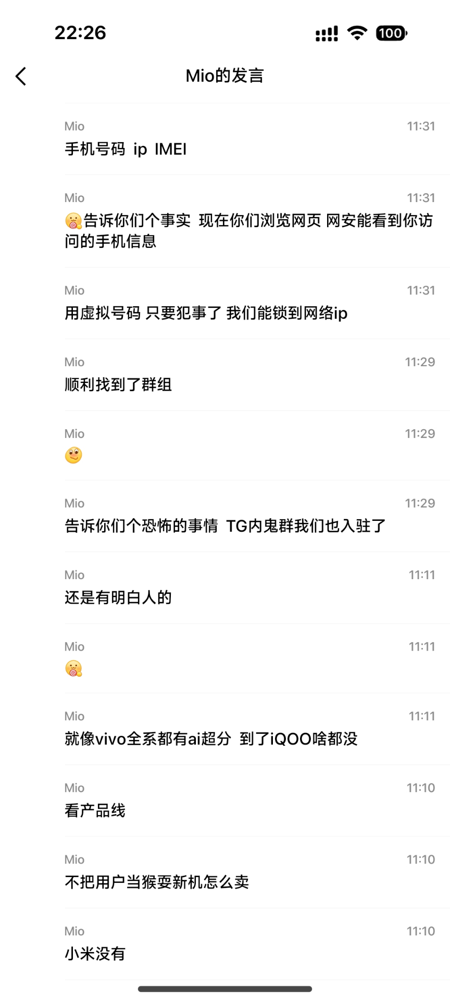 22:26
100
Mio的发言
Mio 11:31
手机号码 ip IMEI
Mio 11:31
告诉你们个事实 现在你们浏览网页 网安能看到你访
问的手机信息
Mio 11:31
用虚拟号码 只要犯事了 我们能锁到网络ip
Mio 11:29
顺利找到了群组
Mio 11:29
Mio 11:29
告诉你们个恐怖的事情 TG内鬼群我们也入驻了
Mio 11:11
还是有明白人的
Mio 11:11
Mio 11:11
就像vivo全系都有ai超分 到了iQOO啥都没
Mio 11:10
看产品线
Mio 11:10
不把用户当猴耍新机怎么卖
Mio 11:10
小米没有